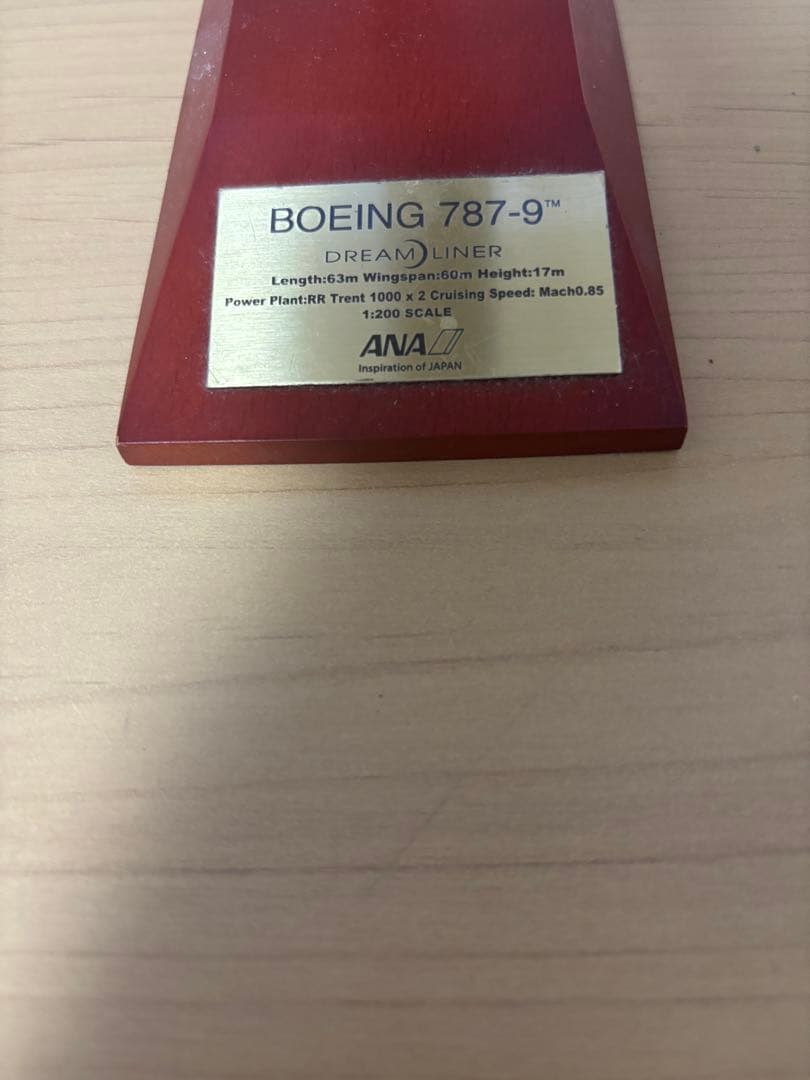 BOEING 787-9™
DREAMLINER
Length:63m Wingspan:60m Height:17m
Power Plant:RR Trent 1000 x 2 Cruising Speed: Mach0.85
1:200 SCALE
ANA
Inspiration of JAPAN